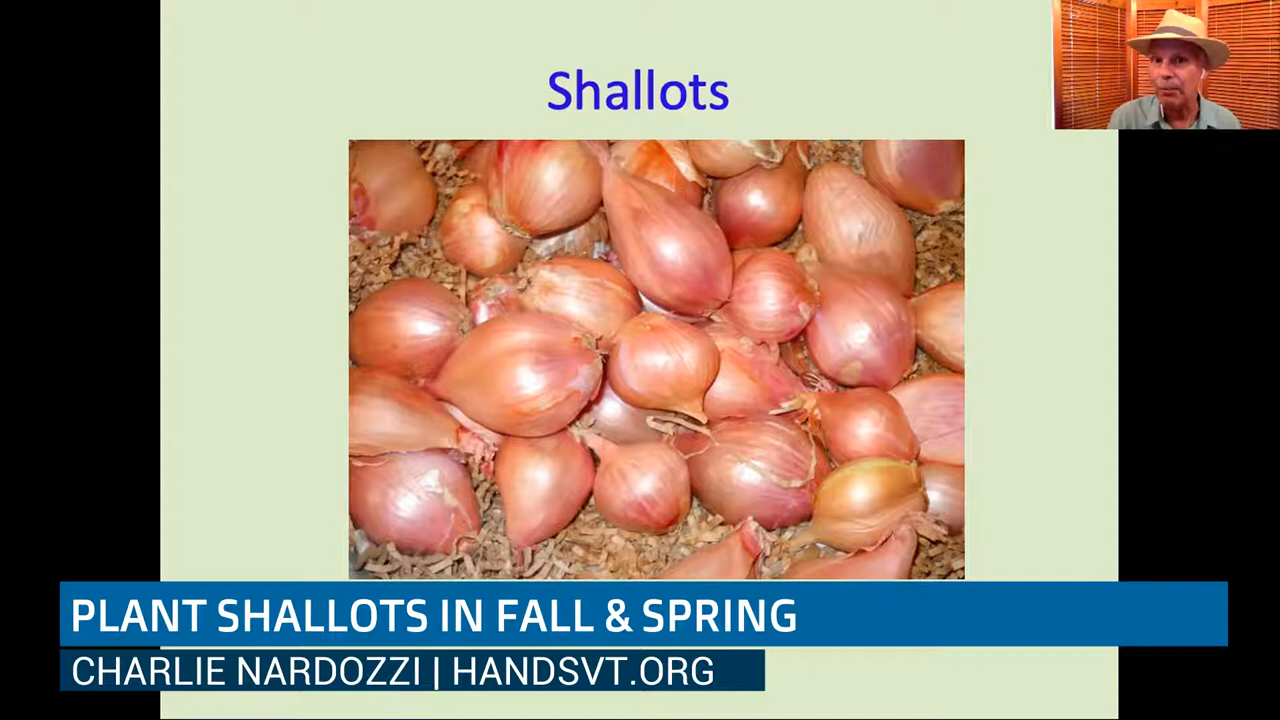 Shallots
PLANT SHALLOTS IN FALL & SPRING
CHARLIE NARDOZZI | HANDSVT.ORG